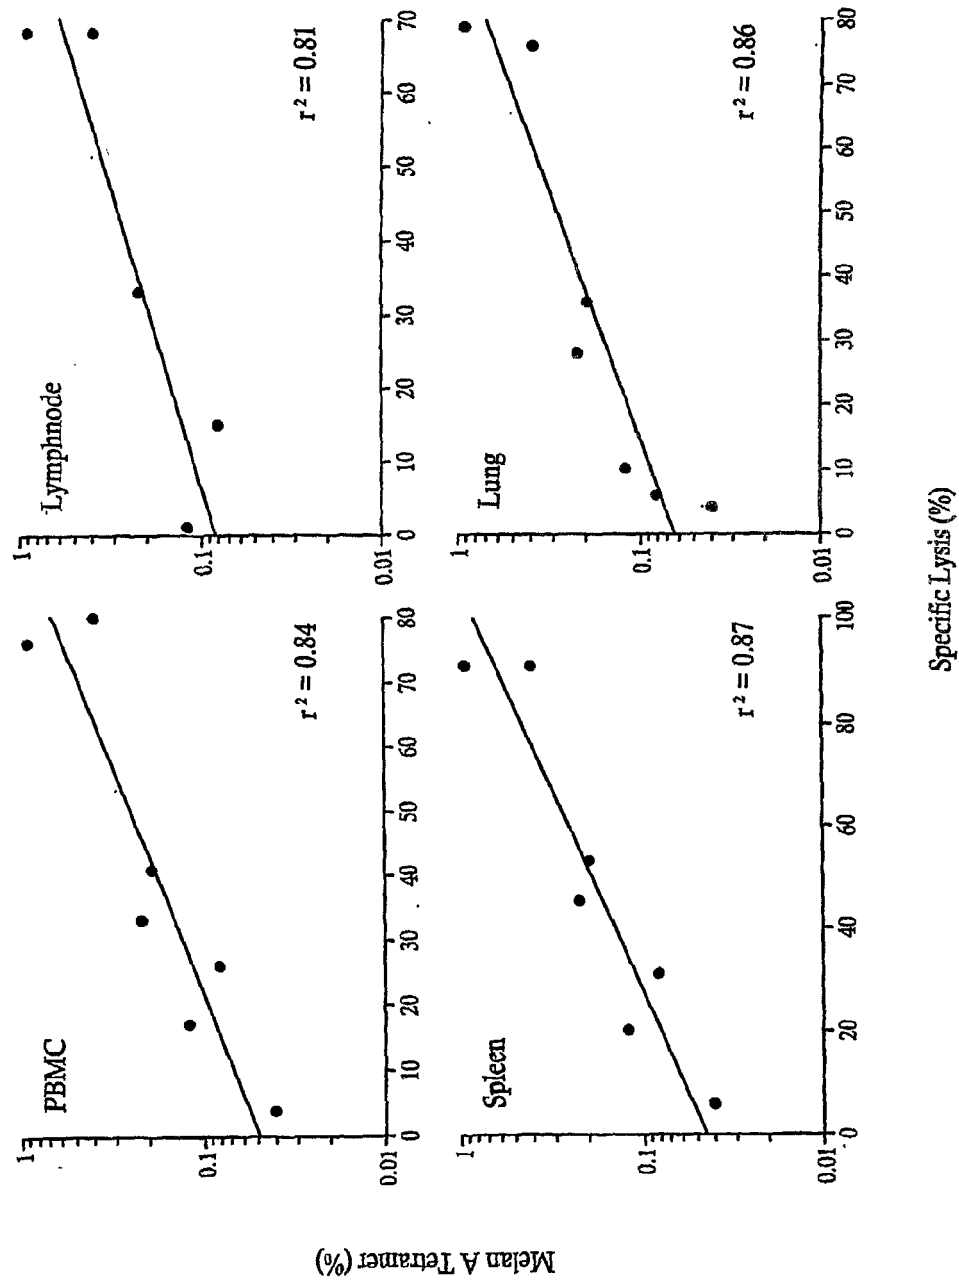 Melan A Tetramer (%)
PBMC
1
0.1
0.01
r² = 0.84
0 10 20 30 40 50 60 70 80
Lymphnode
1
0.1
0.01
r² = 0.81
0 10 20 30 40 50 60 70
Spleen
1
0.1
0.01
r² = 0.87
0 20 40 60 80 100
Lung
1
0.1
0.01
r² = 0.86
0 10 20 30 40 50 60 70 80
Specific Lysis (%)